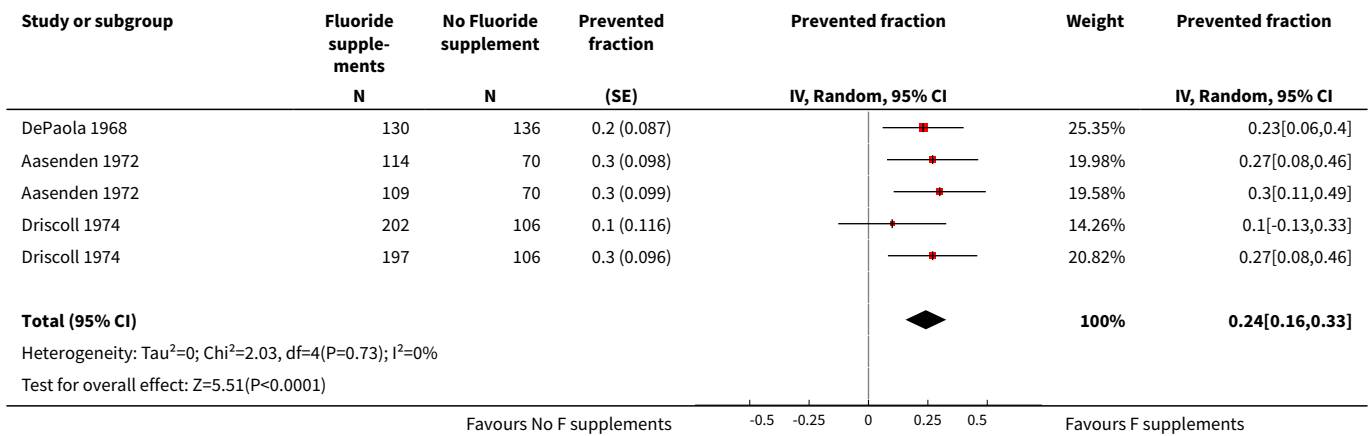 Study or subgroup Fluoride supple- ments No Fluoride supplement Prevented fraction Prevented fraction Weight Prevented fraction
N N (SE) IV, Random, 95% CI IV, Random, 95% CI
DePaola 1968 130 136 0.2 (0.087) 25.35% 0.23[0.06,0.4]
Aasenden 1972 114 70 0.3 (0.098) 19.98% 0.27[0.08,0.46]
Aasenden 1972 109 70 0.3 (0.099) 19.58% 0.3[0.11,0.49]
Driscoll 1974 202 106 0.1 (0.116) 14.26% 0.1[-0.13,0.33]
Driscoll 1974 197 106 0.3 (0.096) 20.82% 0.27[0.08,0.46]
Total (95% CI) 100% 0.24[0.16,0.33]
Heterogeneity: Tau²=0; Chi²=2.03, df=4(P=0.73); I²=0%
Test for overall effect: Z=5.51(P<0.0001)
Favours No F supplements -0.5 -0.25 0 0.25 0.5 Favours F supplements